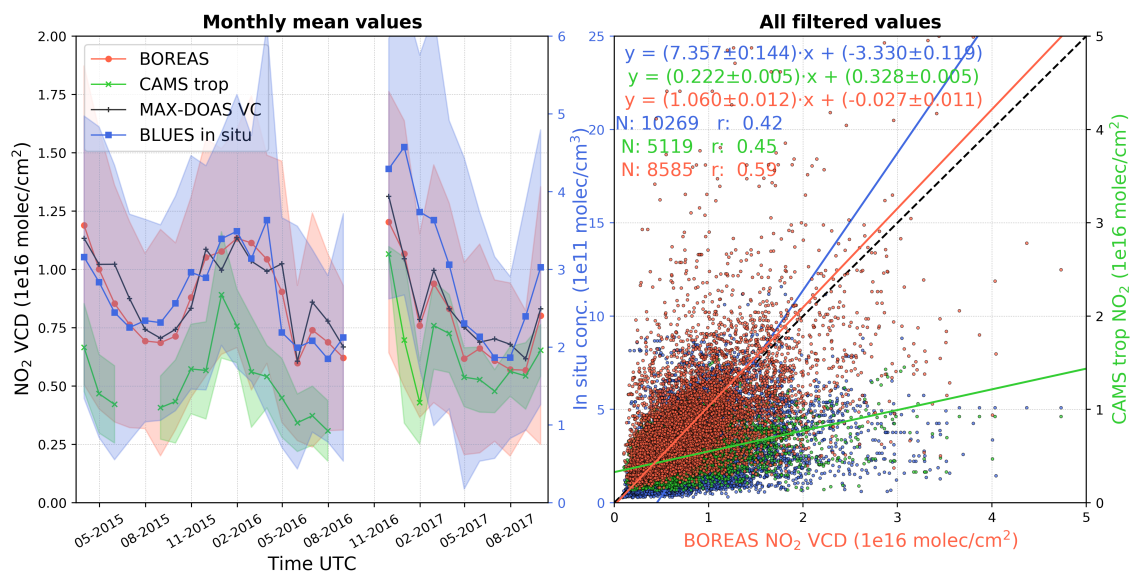 Monthly mean values
NO₂ VCD (1e16 molec/cm²)
2.00
1.75
1.50
1.25
1.00
0.75
0.50
0.25
0.00
BOREAS
CAMS trop
MAX-DOAS VC
BLUES in situ
6
5
4
3
2
1
0
In situ conc. (1e11 molec/cm³)
05-2015
08-2015
11-2015
02-2016
05-2016
08-2016
11-2016
02-2017
05-2017
08-2017
Time UTC
All filtered values
25
20
15
10
5
0
y = (7.357±0.144)·x + (-3.330±0.119)
y = (0.222±0.005)·x + (0.328±0.005)
y = (1.060±0.012)·x + (-0.027±0.011)
N: 10269 r: 0.42
N: 5119 r: 0.45
N: 8585 r: 0.59
5
4
3
2
1
0
CAMS trop NO₂ (1e16 molec/cm²)
0 1 2 3 4 5
BOREAS NO₂ VCD (1e16 molec/cm²)